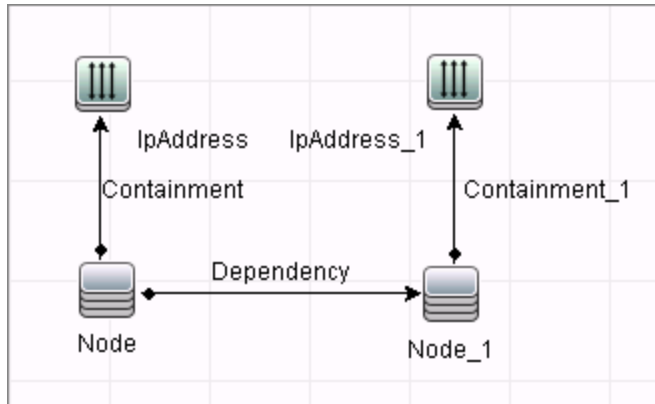 IpAddress
IpAddress_1
Containment
Containment_1
Dependency
Node
Node_1